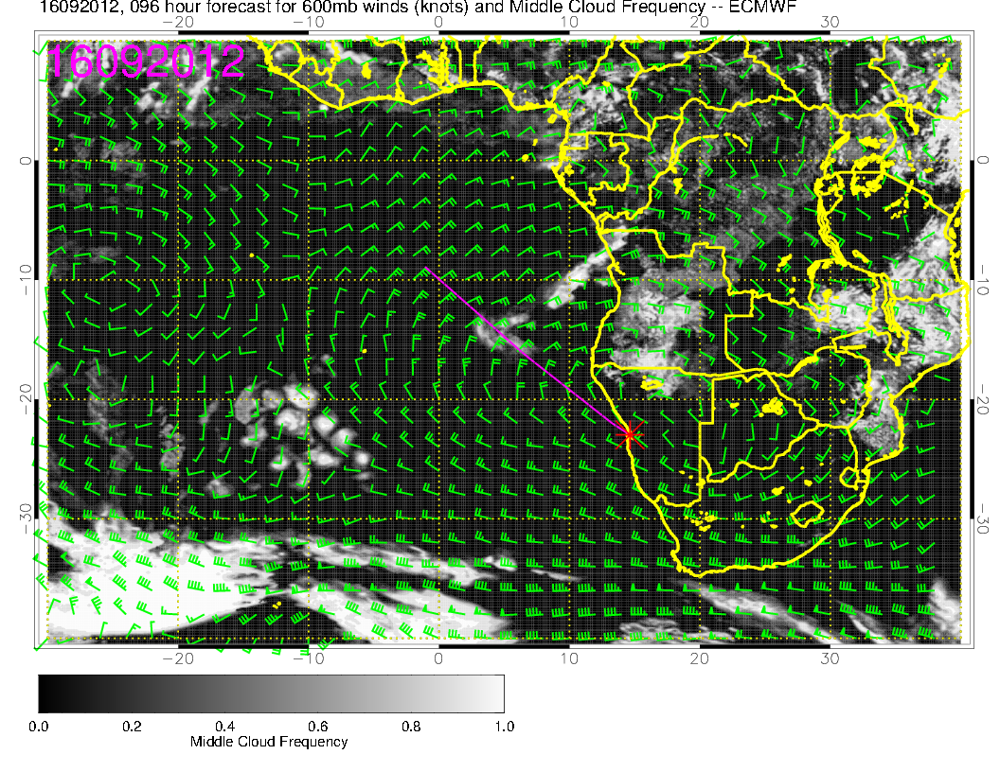 16092012, 096 hour forecast for 600mb winds (knots) and Middle Cloud Frequency -- ECMWF
−20 −10 0 10 20 30
16092012
0 0
−10 −10
−20 −20
−30 −30
−20 −10 0 10 20 30
0.0 0.2 0.4 0.6 0.8 1.0
Middle Cloud Frequency